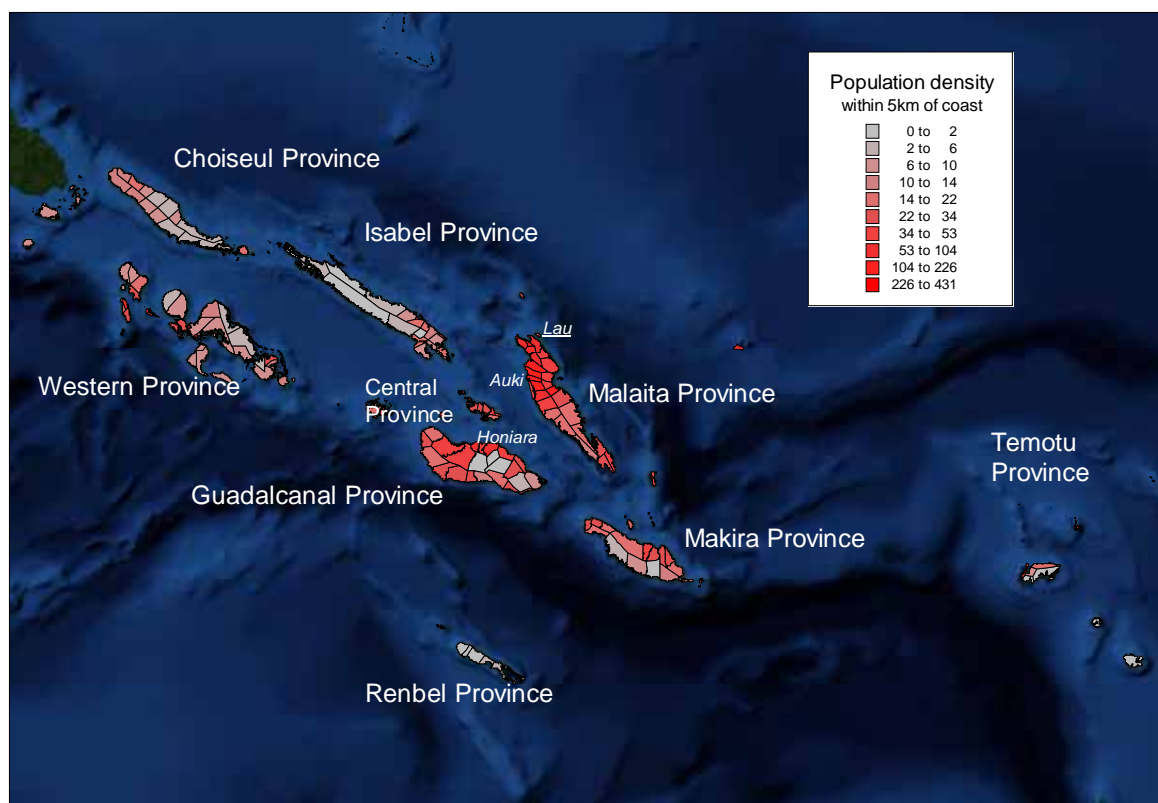 Population density
within 5km of coast
0 to 2
2 to 6
6 to 10
10 to 14
14 to 22
22 to 34
34 to 53
53 to 104
104 to 226
226 to 431
Choiseul Province
Isabel Province
Lau
Western Province
Central
Province
Auki
Malaita Province
Honiara
Temotu
Province
Guadalcanal Province
Makira Province
Renbel Province